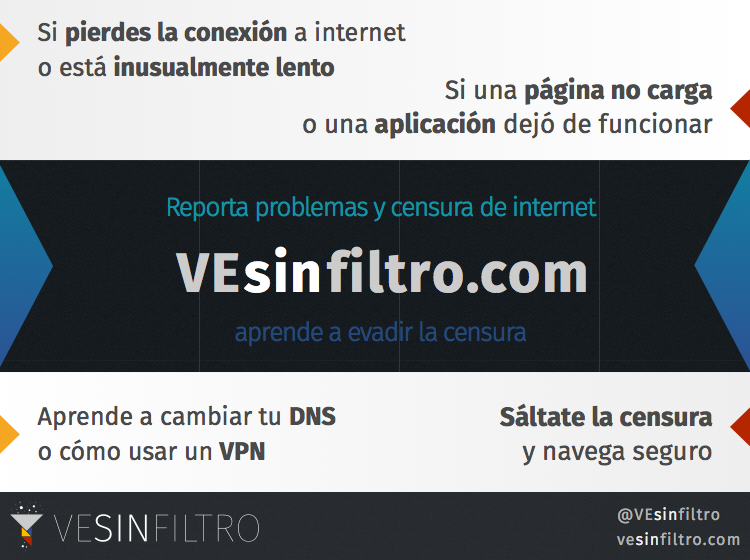 Si pierdes la conexión a internet
o está inusualmente lento
Si una página no carga
o una aplicación dejó de funcionar
Reporta problemas y censura de internet
VEsinfiltro.com
aprende a evadir la censura
Aprende a cambiar tu DNS
o cómo usar un VPN
Sáltate la censura
y navega seguro
VESINFILTRO
@VEsinfiltro
vesinfiltro.com